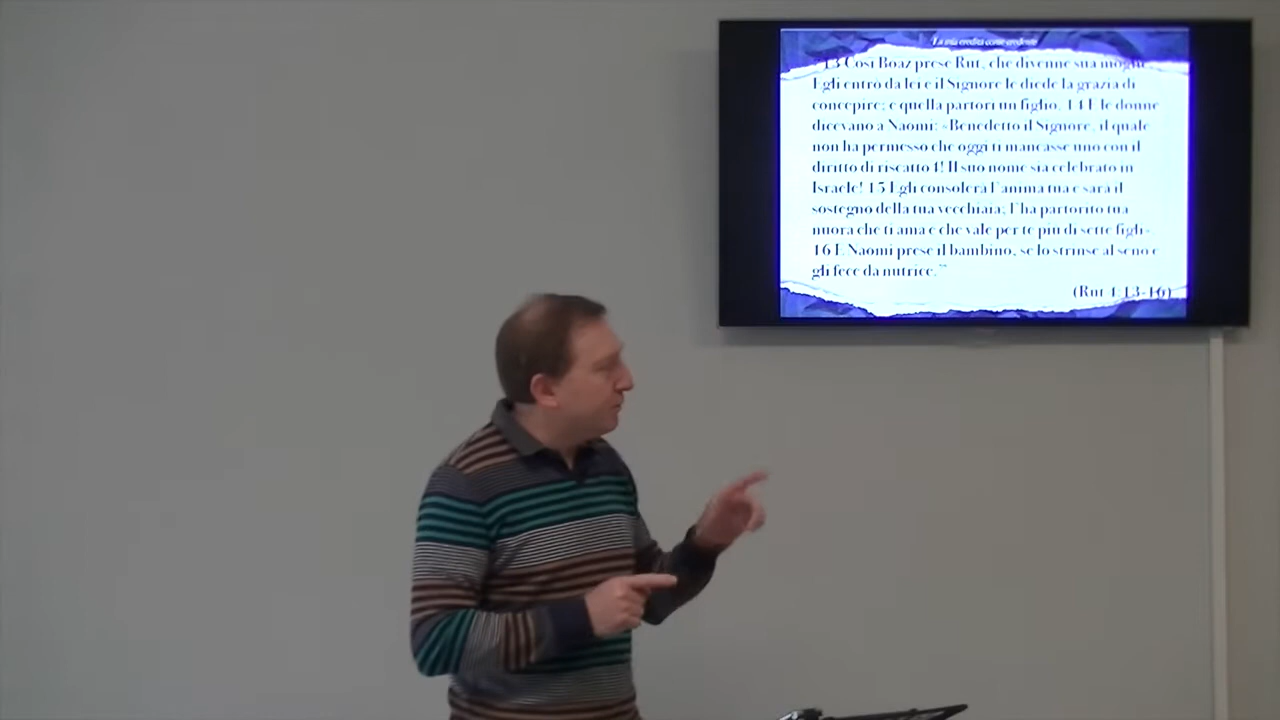 La mia eredità come credente
"13 Così Boaz prese Rut, che divenne sua moglie.
Egli entrò da lei e il Signore le diede la grazia di
concepire; e quella partorì un figlio. 14 E le donne
dicevano a Naomi: «Benedetto il Signore, il quale
non ha permesso che oggi ti mancasse uno con il
diritto di riscatto4! Il suo nome sia celebrato in
Israele! 15 Egli consolerà l'anima tua e sarà il
sostegno della tua vecchiaia; l'ha partorito tua
nuora che ti ama e che vale per te più di sette figli».
16 E Naomi prese il bambino, se lo strinse al seno e
gli fece da nutrice."
(Rut 4:13-16)